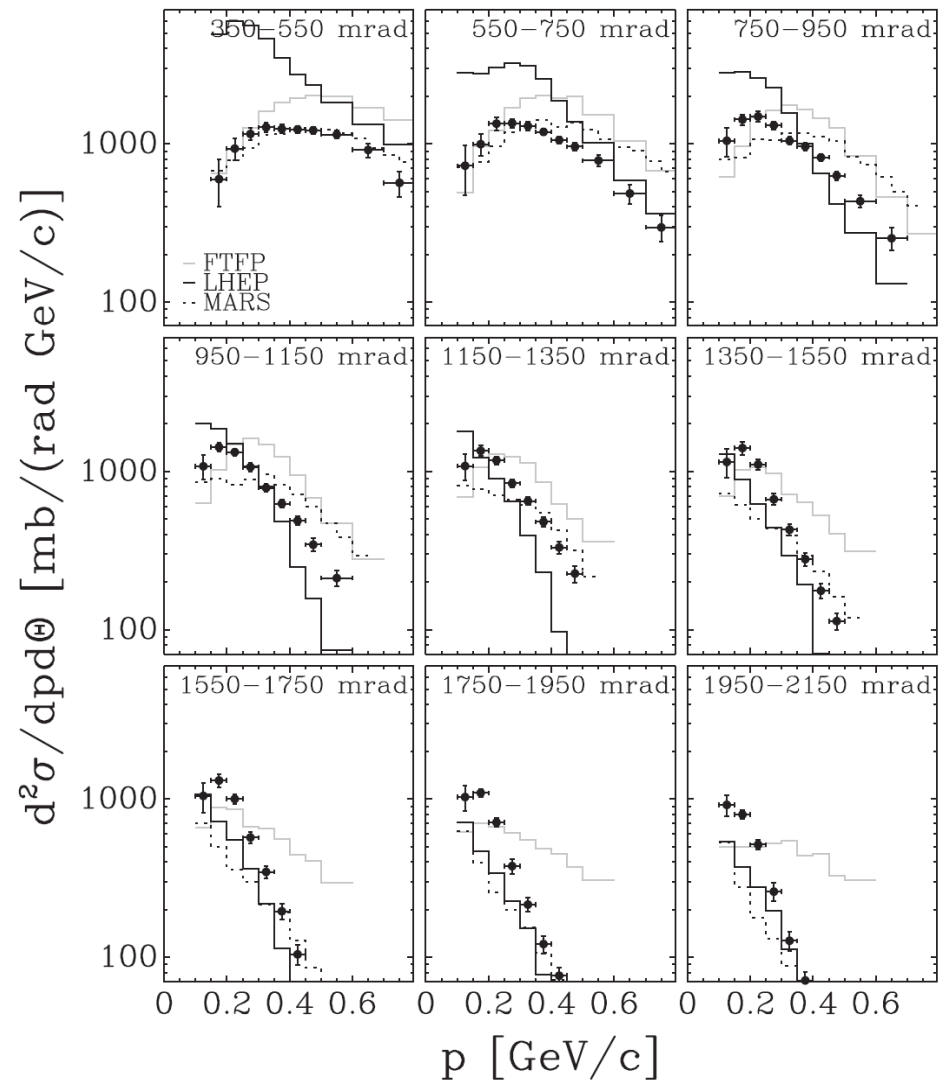 350−550 mrad
550−750 mrad
750−950 mrad
1000
100
FTFP
LHEP
MARS
950−1150 mrad
1150−1350 mrad
1350−1550 mrad
1000
100
1550−1750 mrad
1750−1950 mrad
1950−2150 mrad
1000
100
0 0.2 0.4 0.6
0 0.2 0.4 0.6
0 0.2 0.4 0.6
p [GeV/c]
d²σ/dpdΘ [mb/(rad GeV/c)]